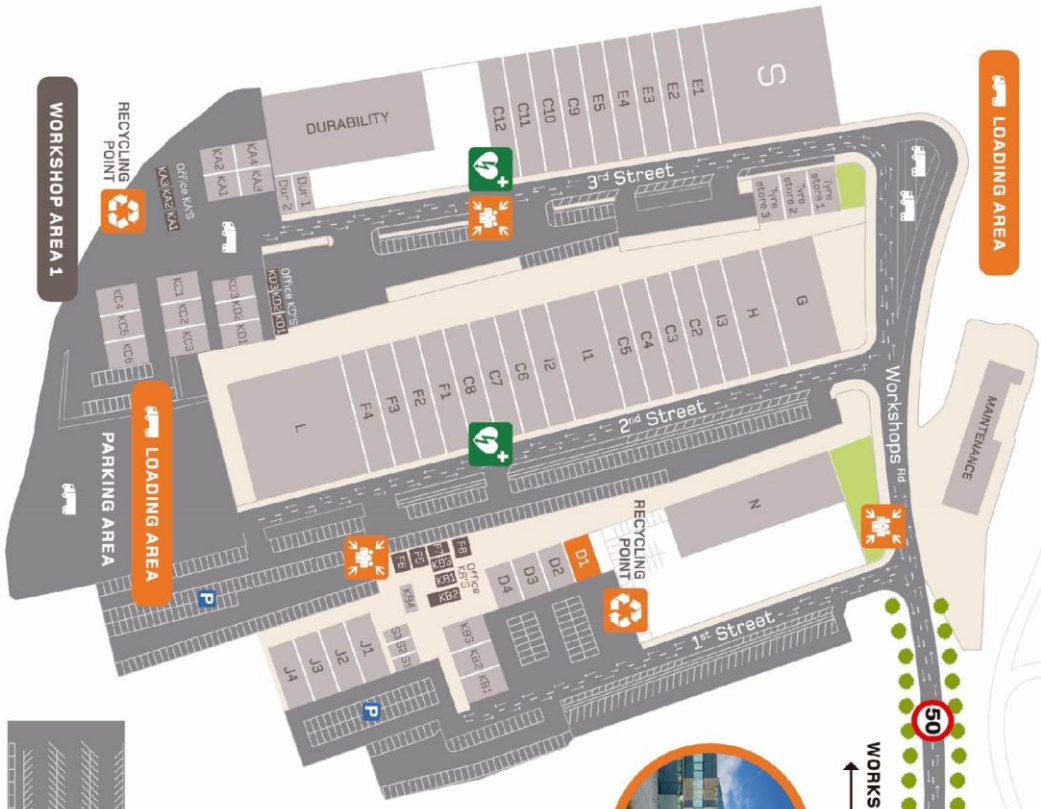 LOADING AREA
S
E1
E2
E3
E4
E5
C9
C10
C11
C12
DURABILITY
WORKSHOP AREA 1
RECYCLING
POINT
KA4 KA3
KA2 KA1
Dur 1
Dur 2
Office KA'S
KA3 KA2 KA1
3rd Street
Tyre
store 1
Tyre
store 2
Tyre
store 3
Office KD'S
KD3 KD2 KD1
KD3 KD2 KD1
KC1 KC2 KC3
KC4 KC5 KC6
G
H
I3
C2
C3
C4
C5
I1
I2
C6
C7
C8
F1
F2
F3
F4
L
Workshops Rd
MAINTENANCE
2nd Street
LOADING AREA
PARKING AREA
P
N
RECYCLING
POINT
D1
D2
D3
D4
F8
F5
F6
KB3
KB1
KB2
Office
KB'S
KB4
KB3 KB2 KB1
S3 S2 S1
J1
J2
J3
J4
P
1st Street
50
WORKS